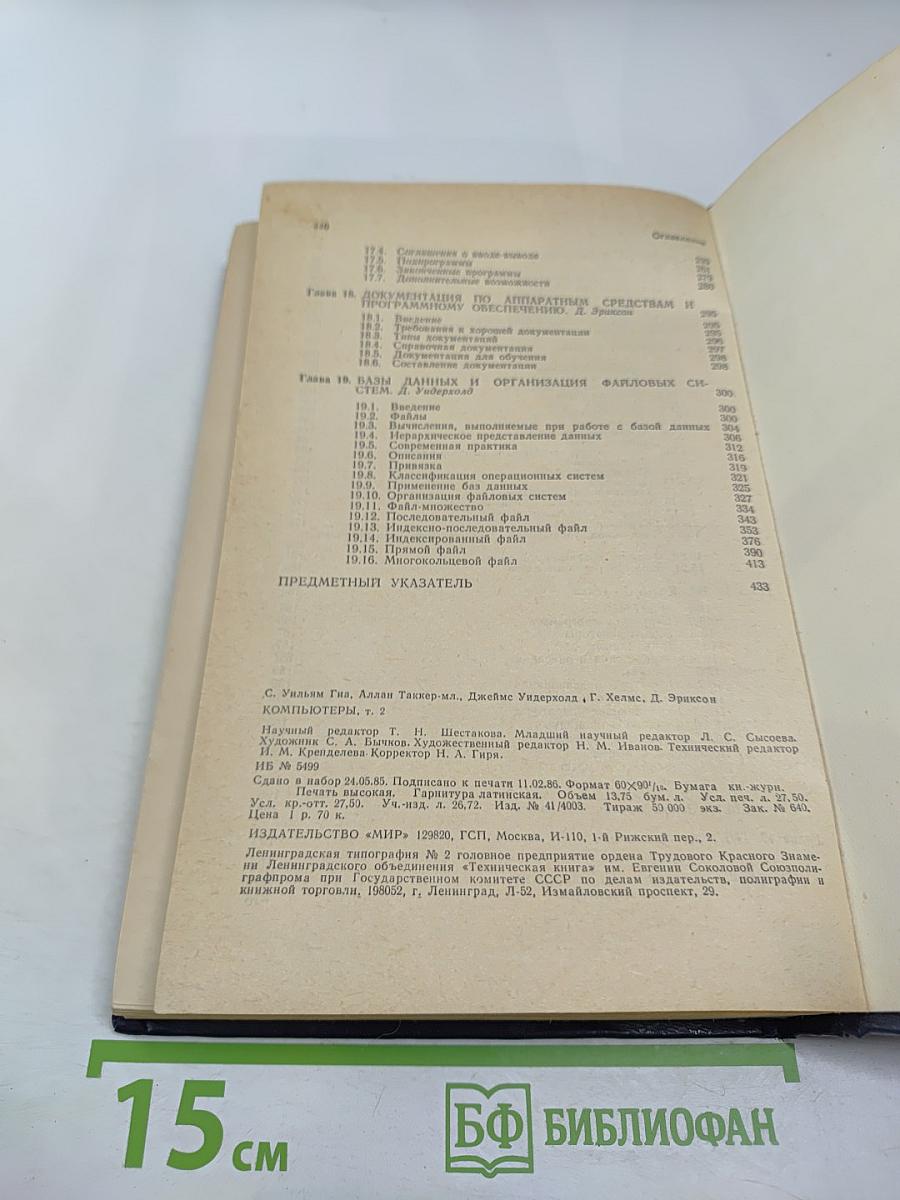 Оглавление
17.4. Соглашения о вводе-выводе
17.5. Подпрограммы
17.6. Законченные программы 279
17.7. Дополнительные возможности 280
Глава 18. ДОКУМЕНТАЦИЯ ПО АППАРАТНЫМ СРЕДСТВАМ И
ПРОГРАММНОМУ ОБЕСПЕЧЕНИЮ. Д. Эриксон 295
18.1. Введение 295
18.2. Требования к хорошей документации 295
18.3. Типы документаций 296
18.4. Справочная документация 297
18.5. Документация для обучения 298
18.6. Составление документации 298
Глава 19. БАЗЫ ДАННЫХ И ОРГАНИЗАЦИЯ ФАЙЛОВЫХ СИ-
СТЕМ. Д. Уидерхолд 300
19.1. Введение 300
19.2. Файлы 300
19.3. Вычисления, выполняемые при работе с базой данных 304
19.4. Иерархическое представление данных 306
19.5. Современная практика 312
19.6. Описания 316
19.7. Привязка 319
19.8. Классификация операционных систем 321
19.9. Применение баз данных 325
19.10. Организация файловых систем 327
19.11. Файл-множество 334
19.12. Последовательный файл 343
19.13. Индексно-последовательный файл 353
19.14. Индексированный файл 376
19.15. Прямой файл 390
19.16. Многокольцевой файл 413
ПРЕДМЕТНЫЙ УКАЗАТЕЛЬ 433
С. Уильям Гиа, Аллан Таккер-мл., Джеймс Уидерхолд, Г. Хелмс, Д. Эриксон
КОМПЬЮТЕРЫ, т. 2
Научный редактор Т. Н. Шестакова. Младший научный редактор Л. С. Сысоева.
Художник С. А. Бычков. Художественный редактор Н. М. Иванов. Технический редактор
И. М. Кренделева. Корректор Н. А. Гиря.
ИБ № 5499
Сдано в набор 24.05.85. Подписано к печати 11.02.86. Формат 60×90¹/₁₆. Бумага кн.-журн.
Печать высокая. Гарнитура латинская. Объем 13,75 бум. л. Усл. печ. л. 27,50.
Усл. кр.-отт. 27,50. Уч.-изд. л. 26,72. Изд. № 41/4003. Тираж 50 000 экз. Зак. № 640.
Цена 1 р. 70 к.
ИЗДАТЕЛЬСТВО «МИР» 129820, ГСП, Москва, И-110, 1-й Рижский пер., 2.
Ленинградская типография № 2 головное предприятие ордена Трудового Красного Знаме-
ни Ленинградского объединения «Техническая книга» им. Евгении Соколовой Союзполи-
графпрома при Государственном комитете СССР по делам издательств, полиграфии и
книжной торговли, 198052, г. Ленинград, Л-52, Измайловский проспект, 29.
15 см
БФ БИБЛИОФАН